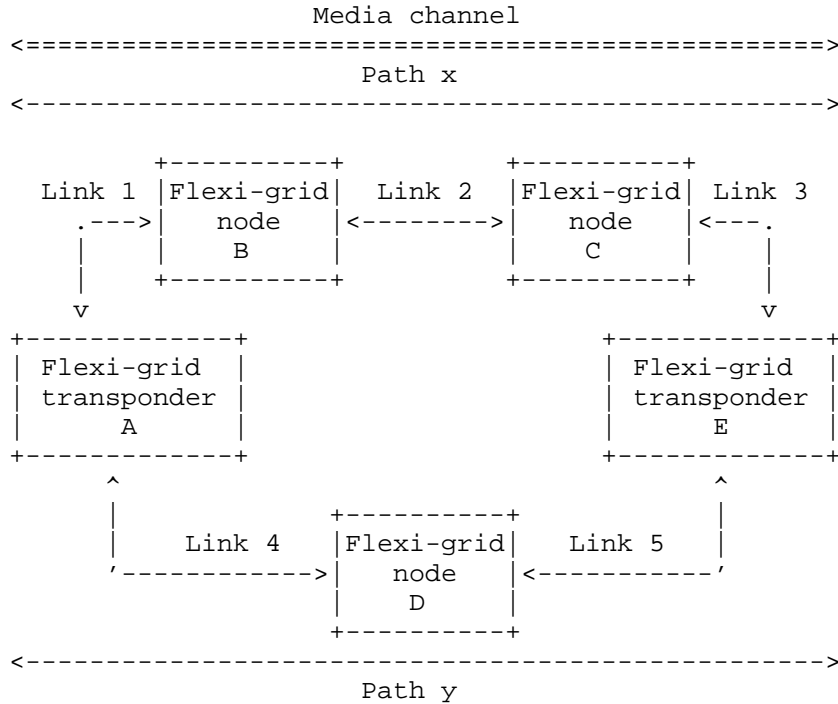 Media channel
<===================================================>
Path x
<--------------------------------------------------->
+----------+          +----------+
Link 1 |Flexi-grid|  Link 2  |Flexi-grid| Link 3
.--->|   node   |<-------->|   node   |<---.
|    |    B     |          |    C     |    |
|    +----------+          +----------+    |
v                                          v
+-------------+                      +-------------+
| Flexi-grid  |                      | Flexi-grid  |
| transponder |                      | transponder |
|      A      |                      |      E      |
+-------------+                      +-------------+
^                                     ^
|             +----------+            |
|    Link 4   |Flexi-grid|   Link 5   |
'------------>|   node   |<-----------'
|    D     |
+----------+
<--------------------------------------------------->
Path y